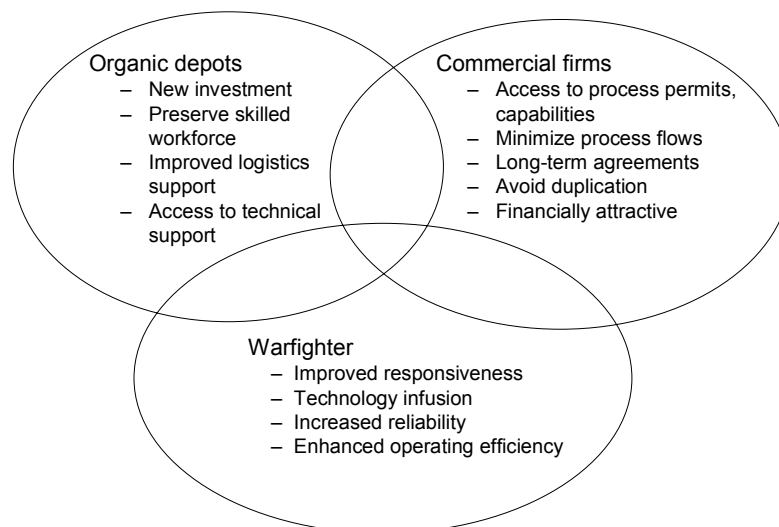 Organic depots
– New investment
– Preserve skilled
workforce
– Improved logistics
support
– Access to technical
support
Commercial firms
– Access to process permits,
capabilities
– Minimize process flows
– Long-term agreements
– Avoid duplication
– Financially attractive
Warfighter
– Improved responsiveness
– Technology infusion
– Increased reliability
– Enhanced operating efficiency